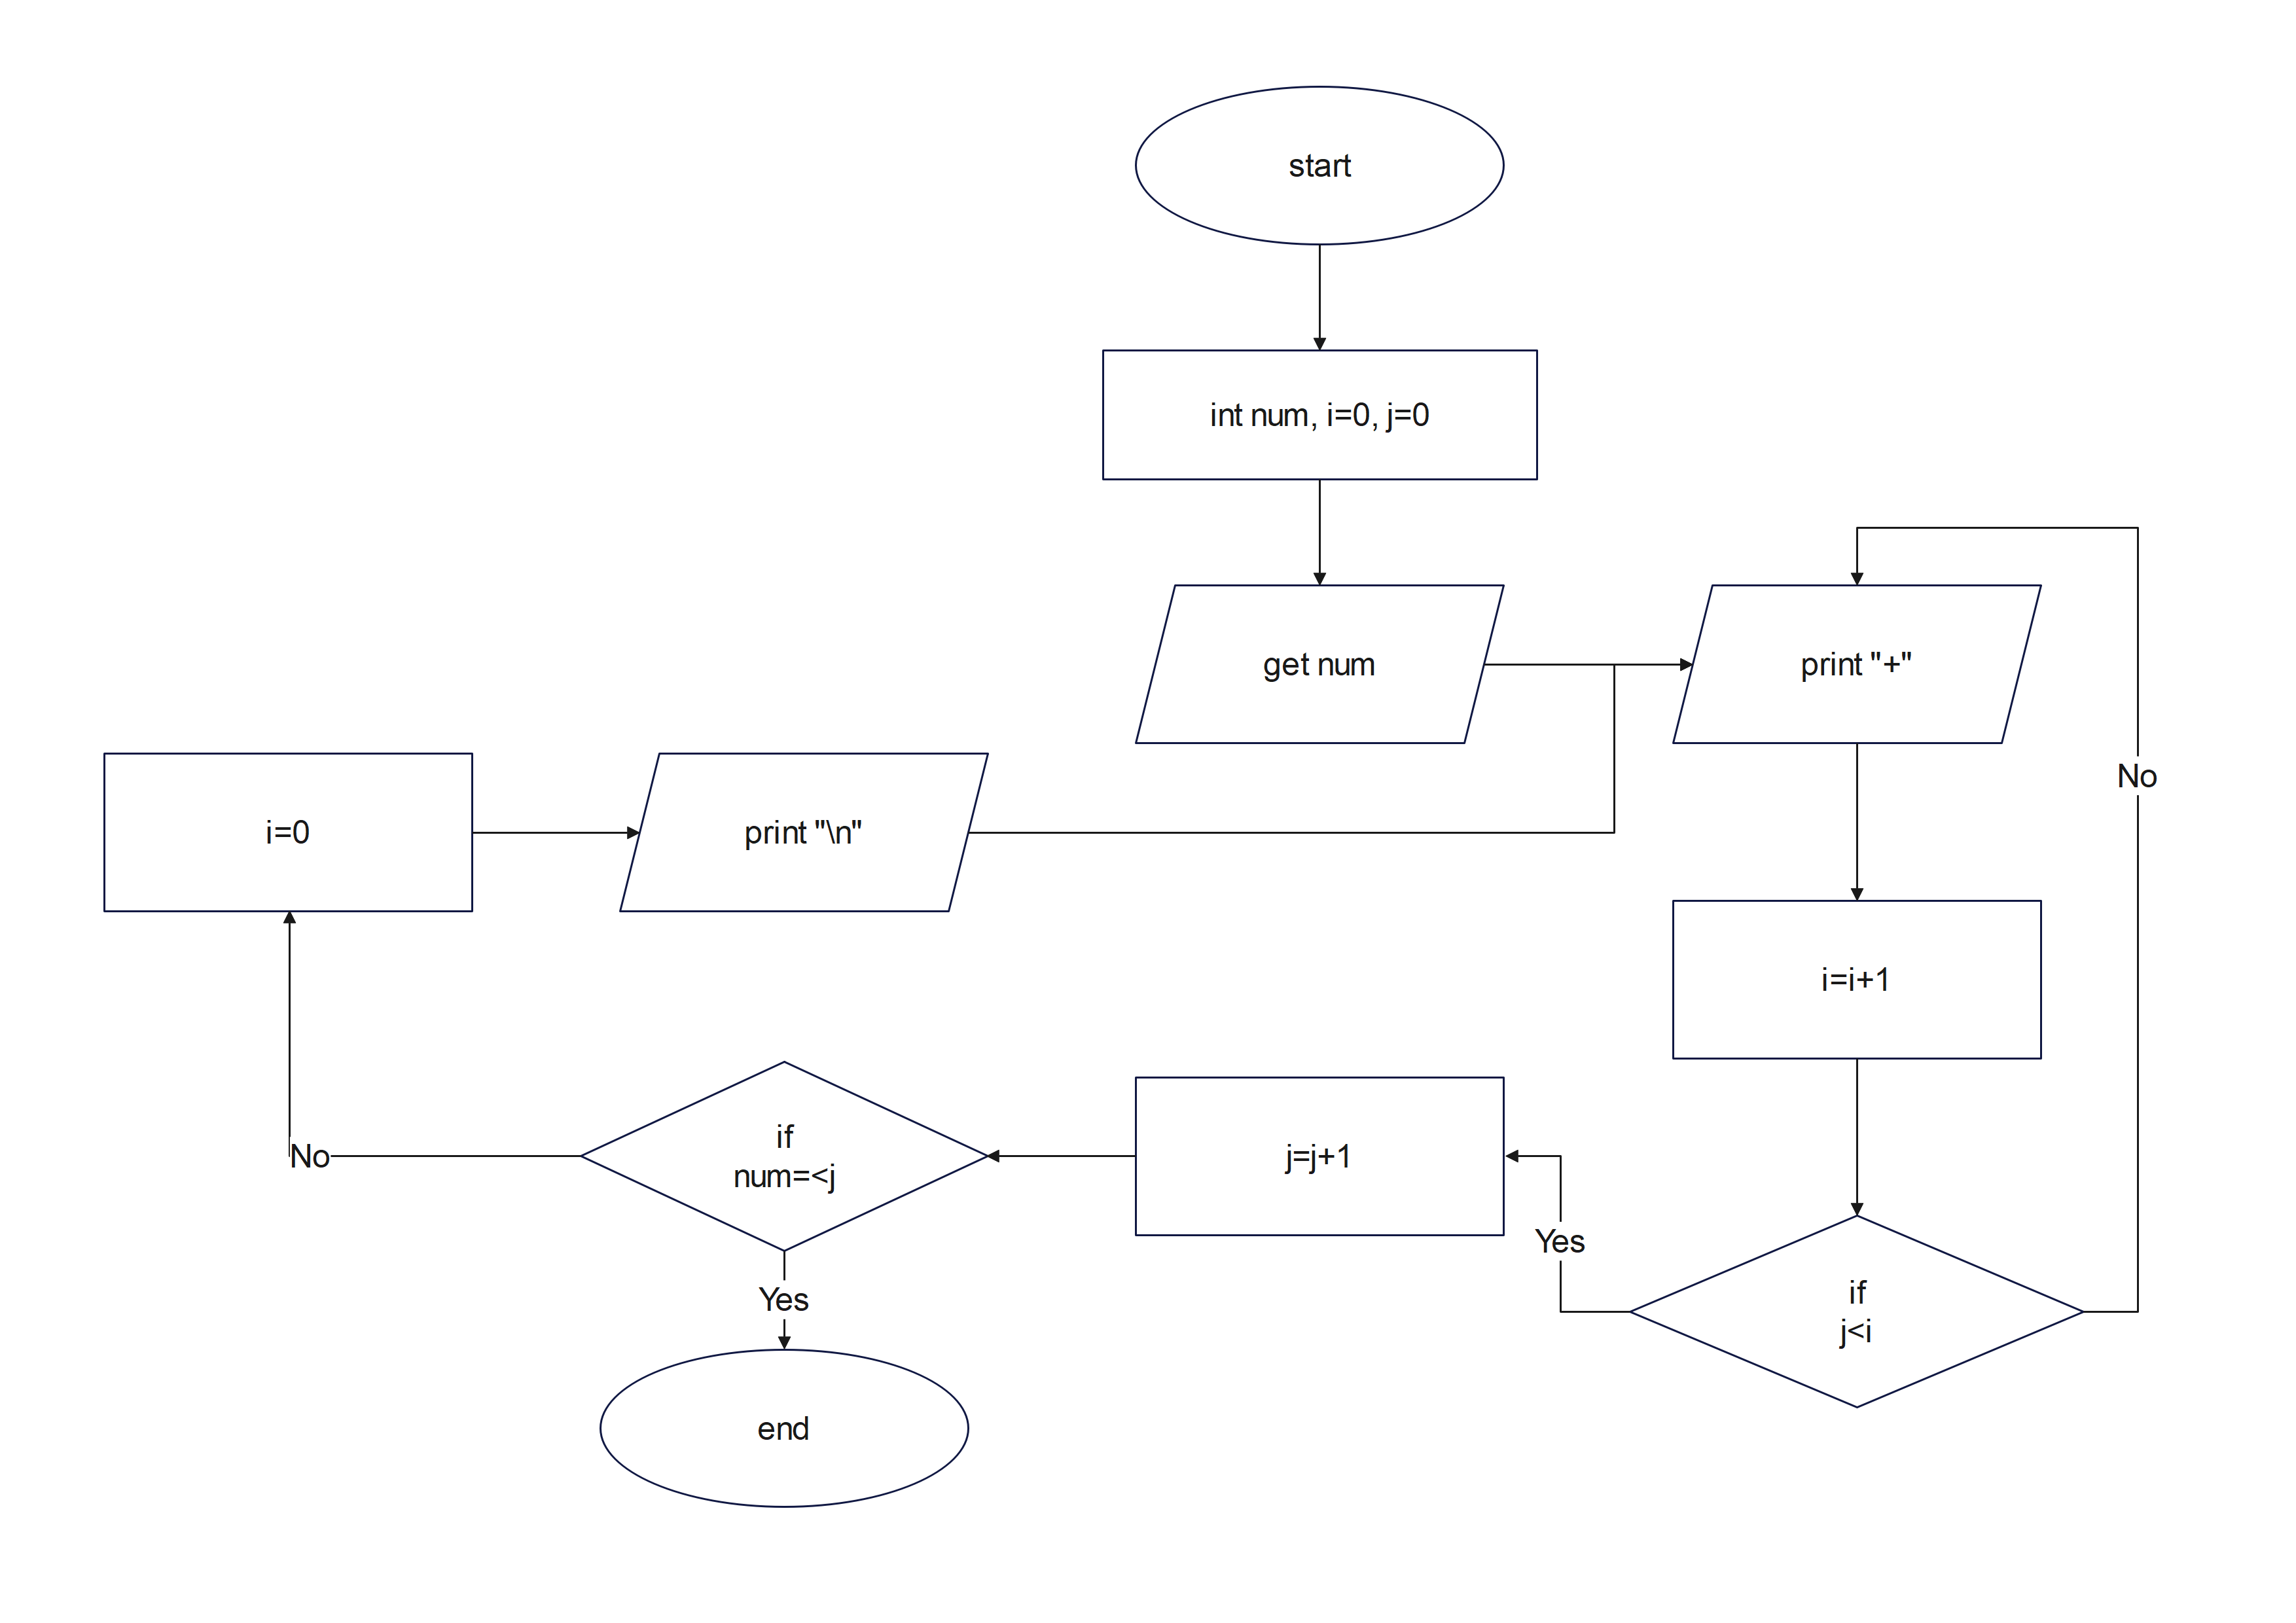 start
int num, i=0, j=0
get num
print "+"
No
i=0
print "\n"
i=i+1
if
num=<j
j=j+1
No
Yes
Yes
if
j<i
end